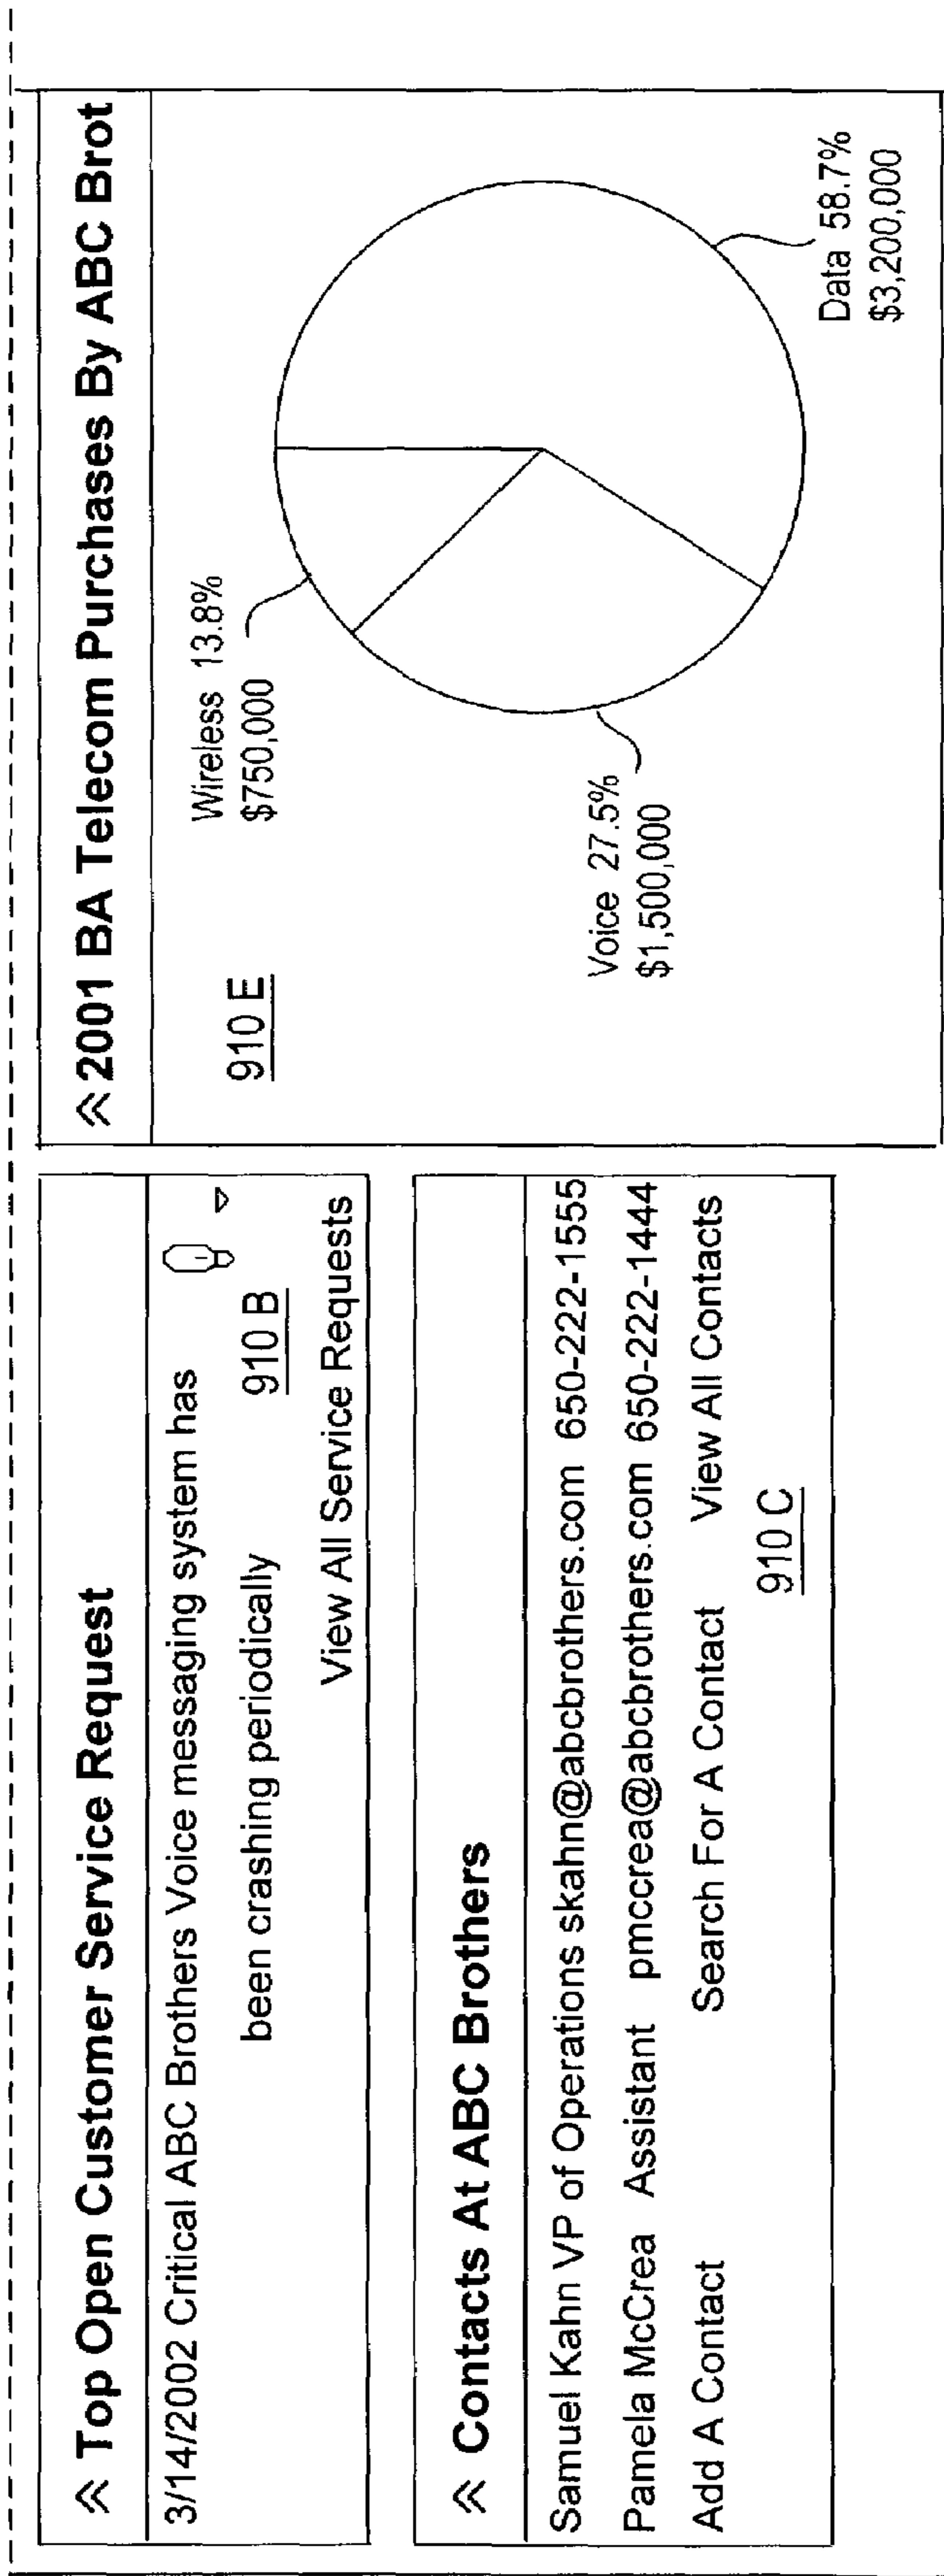 Top Open Customer Service Request
3/14/2002 Critical ABC Brothers Voice messaging system has
been crashing periodically
910 B
View All Service Requests
Contacts At ABC Brothers
Samuel Kahn VP of Operations skahn@abcbrothers.com 650-222-1555
Pamela McCrea Assistant pmccrea@abcbrothers.com 650-222-1444
Add A Contact Search For A Contact View All Contacts
910 C
2001 BA Telecom Purchases By ABC Brot
Wireless 13.8%
$750,000
910 E
Voice 27.5%
$1,500,000
Data 58.7%
$3,200,000